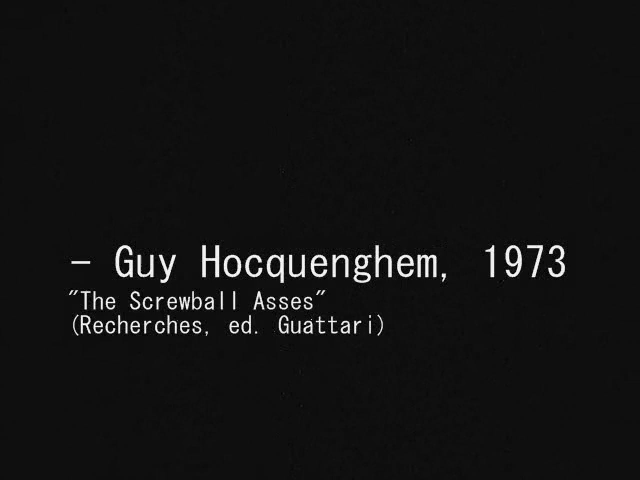 – Guy Hocquenghem, 1973
"The Screwball Asses"
(Recherches, ed. Guattari)